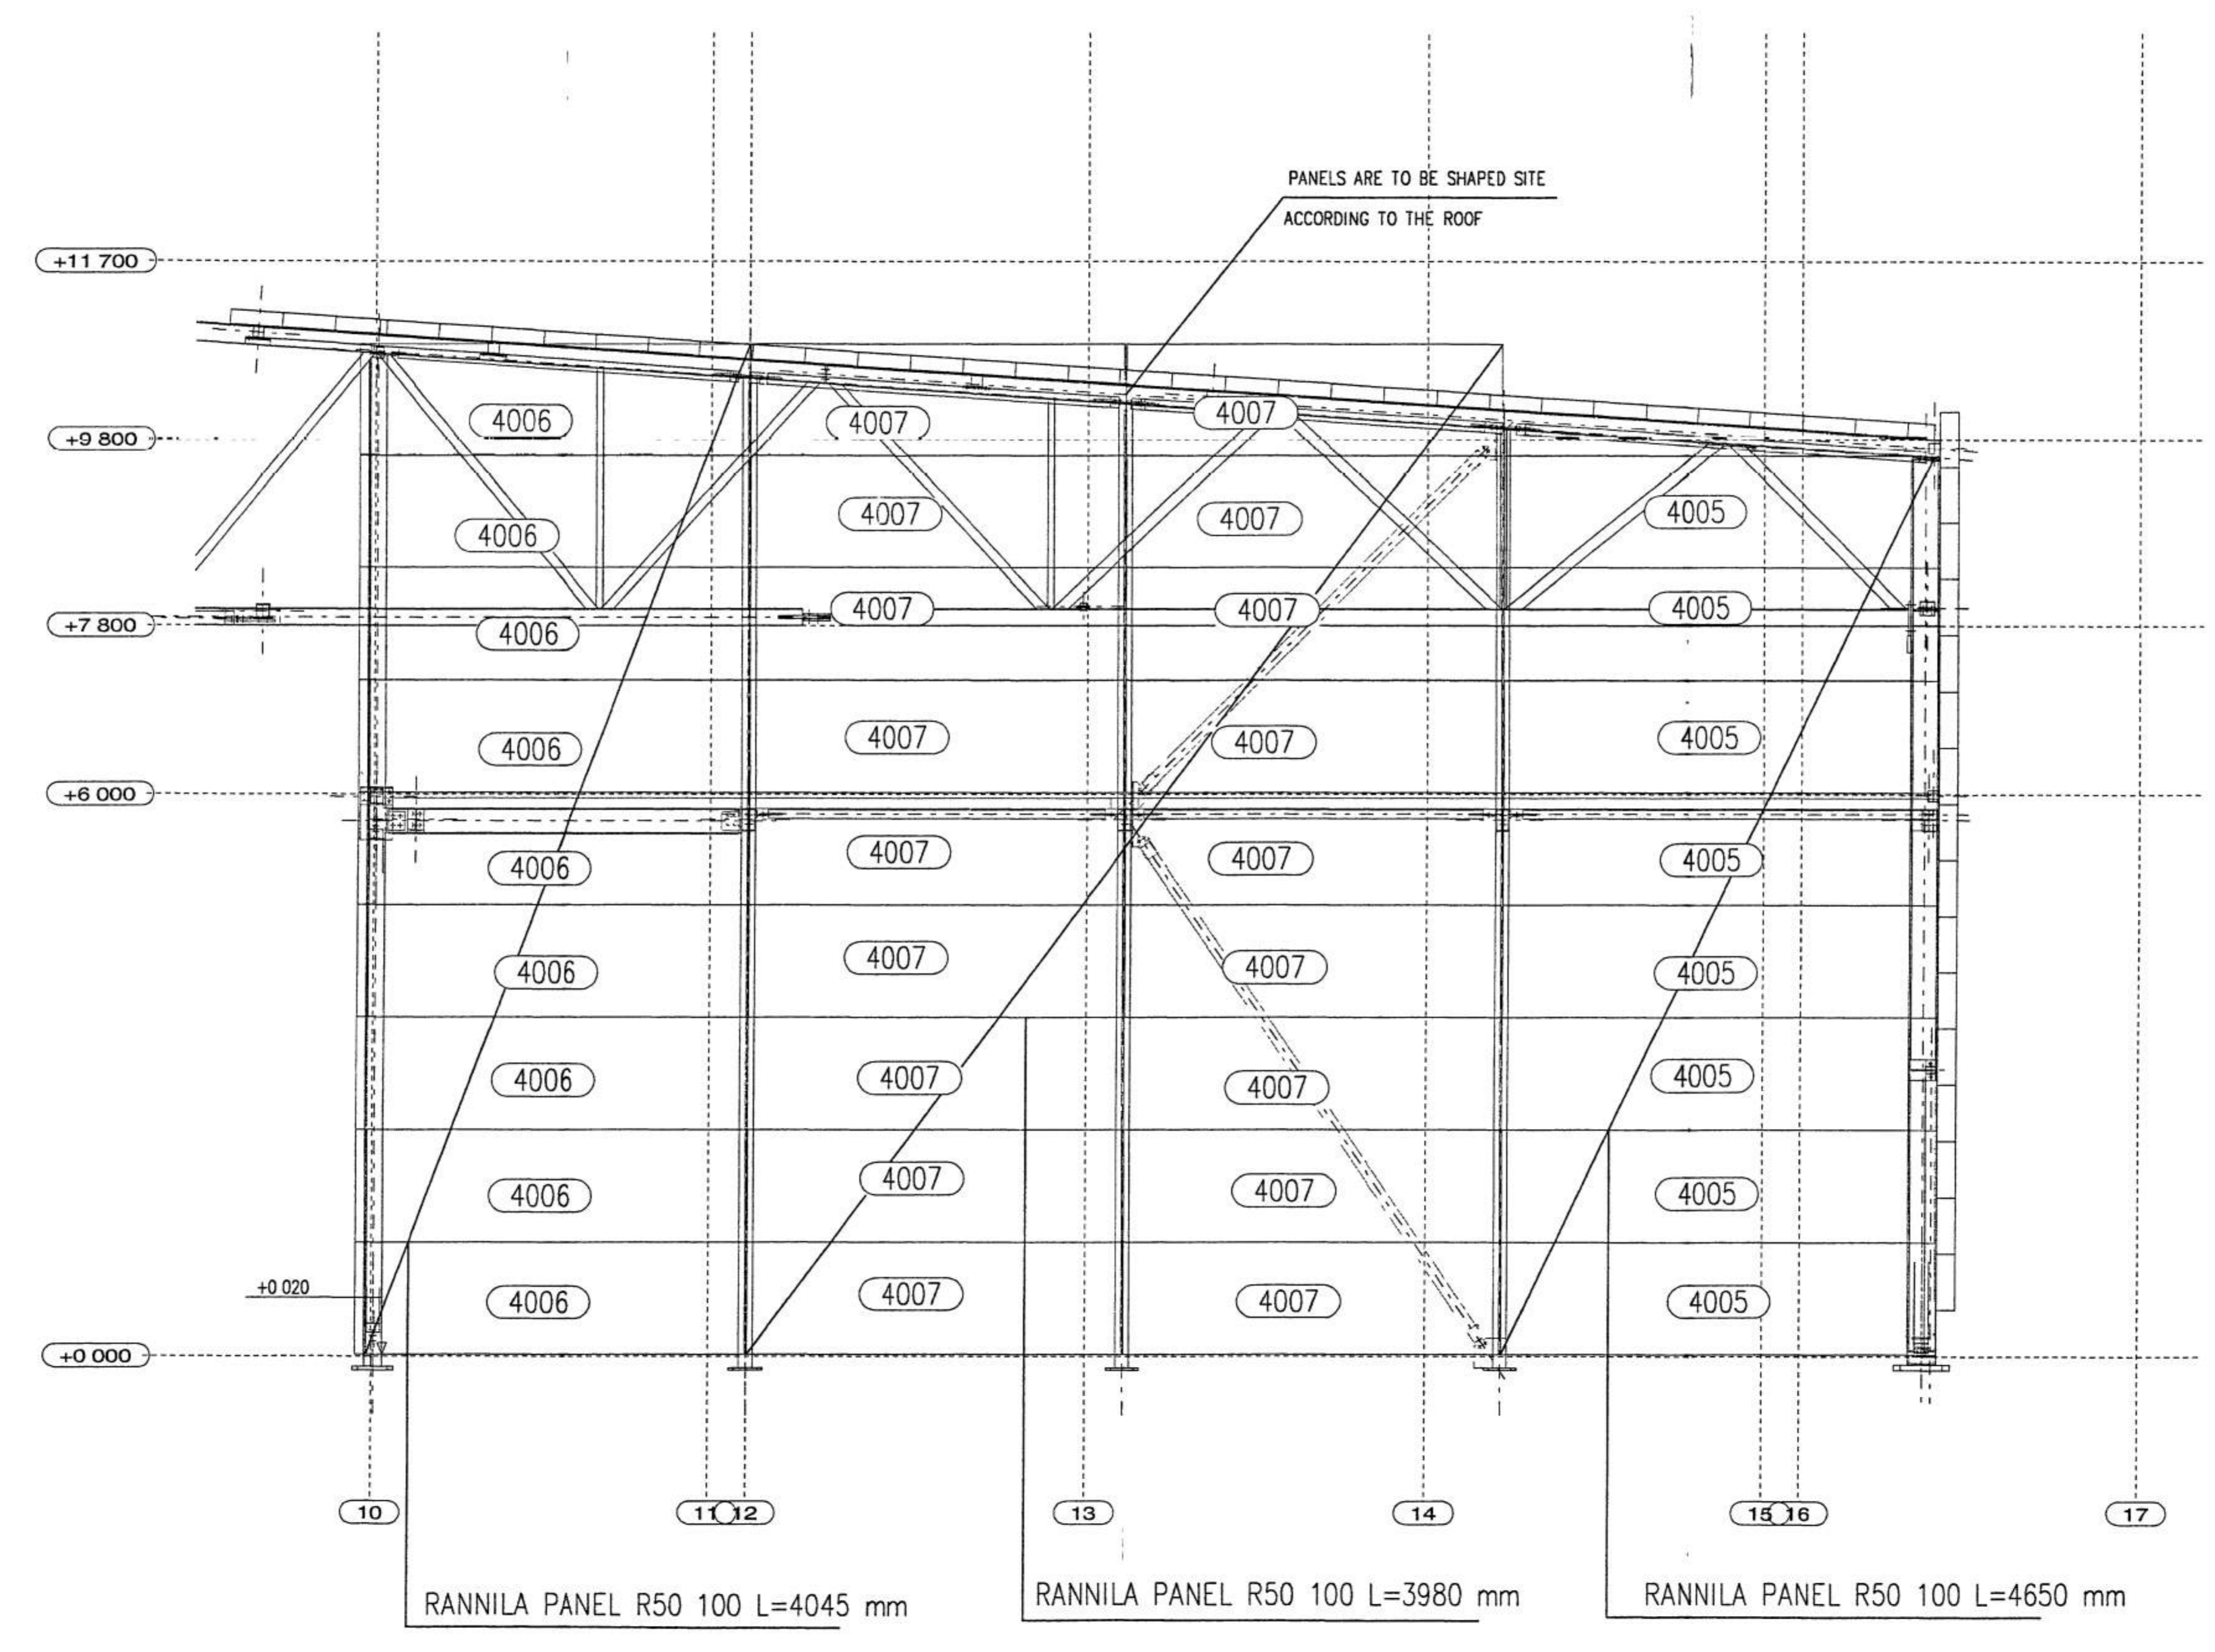 PANELS ARE TO BE SHAPED SITE
ACCORDING TO THE ROOF
+11 700
4006 4007 4007
+9 800
4006 4007 4007 4005
+7 800
4006 4007 4007 4005
4006 4007 4007 4005
+6 000
4006 4007 4007 4005
4006 4007 4007 4005
4006 4007 4007 4005
4006 4007 4007 4005
+0 020
4006 4007 4007 4005
+0 000
10 11 12 13 14 15 16 17
RANNILA PANEL R50 100 L=4045 mm
RANNILA PANEL R50 100 L=3980 mm
RANNILA PANEL R50 100 L=4650 mm